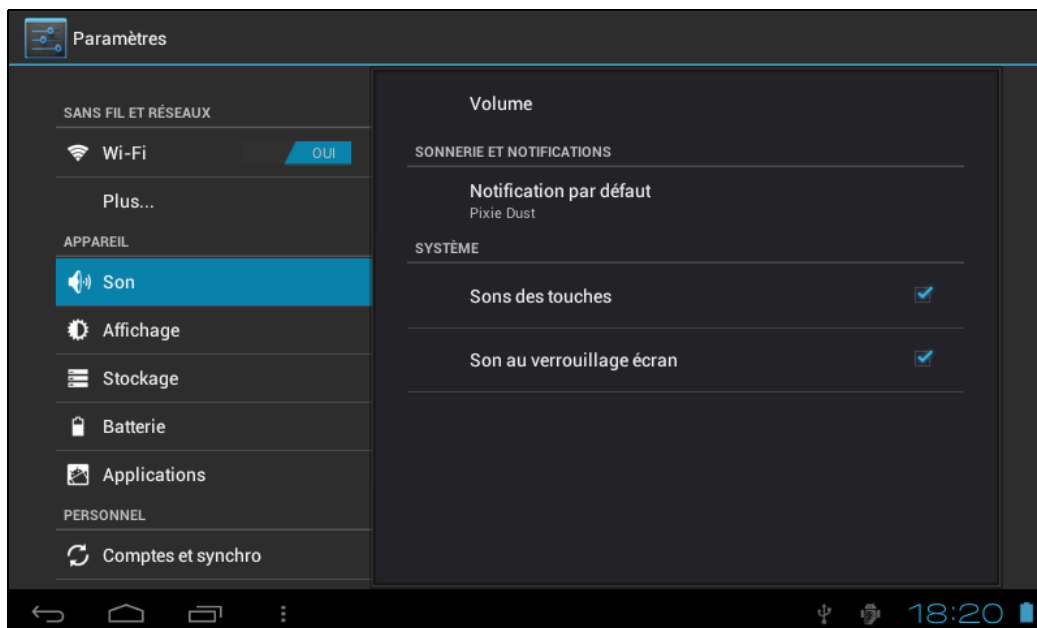 Paramètres
SANS FIL ET RÉSEAUX
Wi-Fi OUI
Plus...
APPAREIL
Son
Affichage
Stockage
Batterie
Applications
PERSONNEL
Comptes et synchro
Volume
SONNERIE ET NOTIFICATIONS
Notification par défaut
Pixie Dust
SYSTÈME
Sons des touches
Son au verrouillage écran
18:20